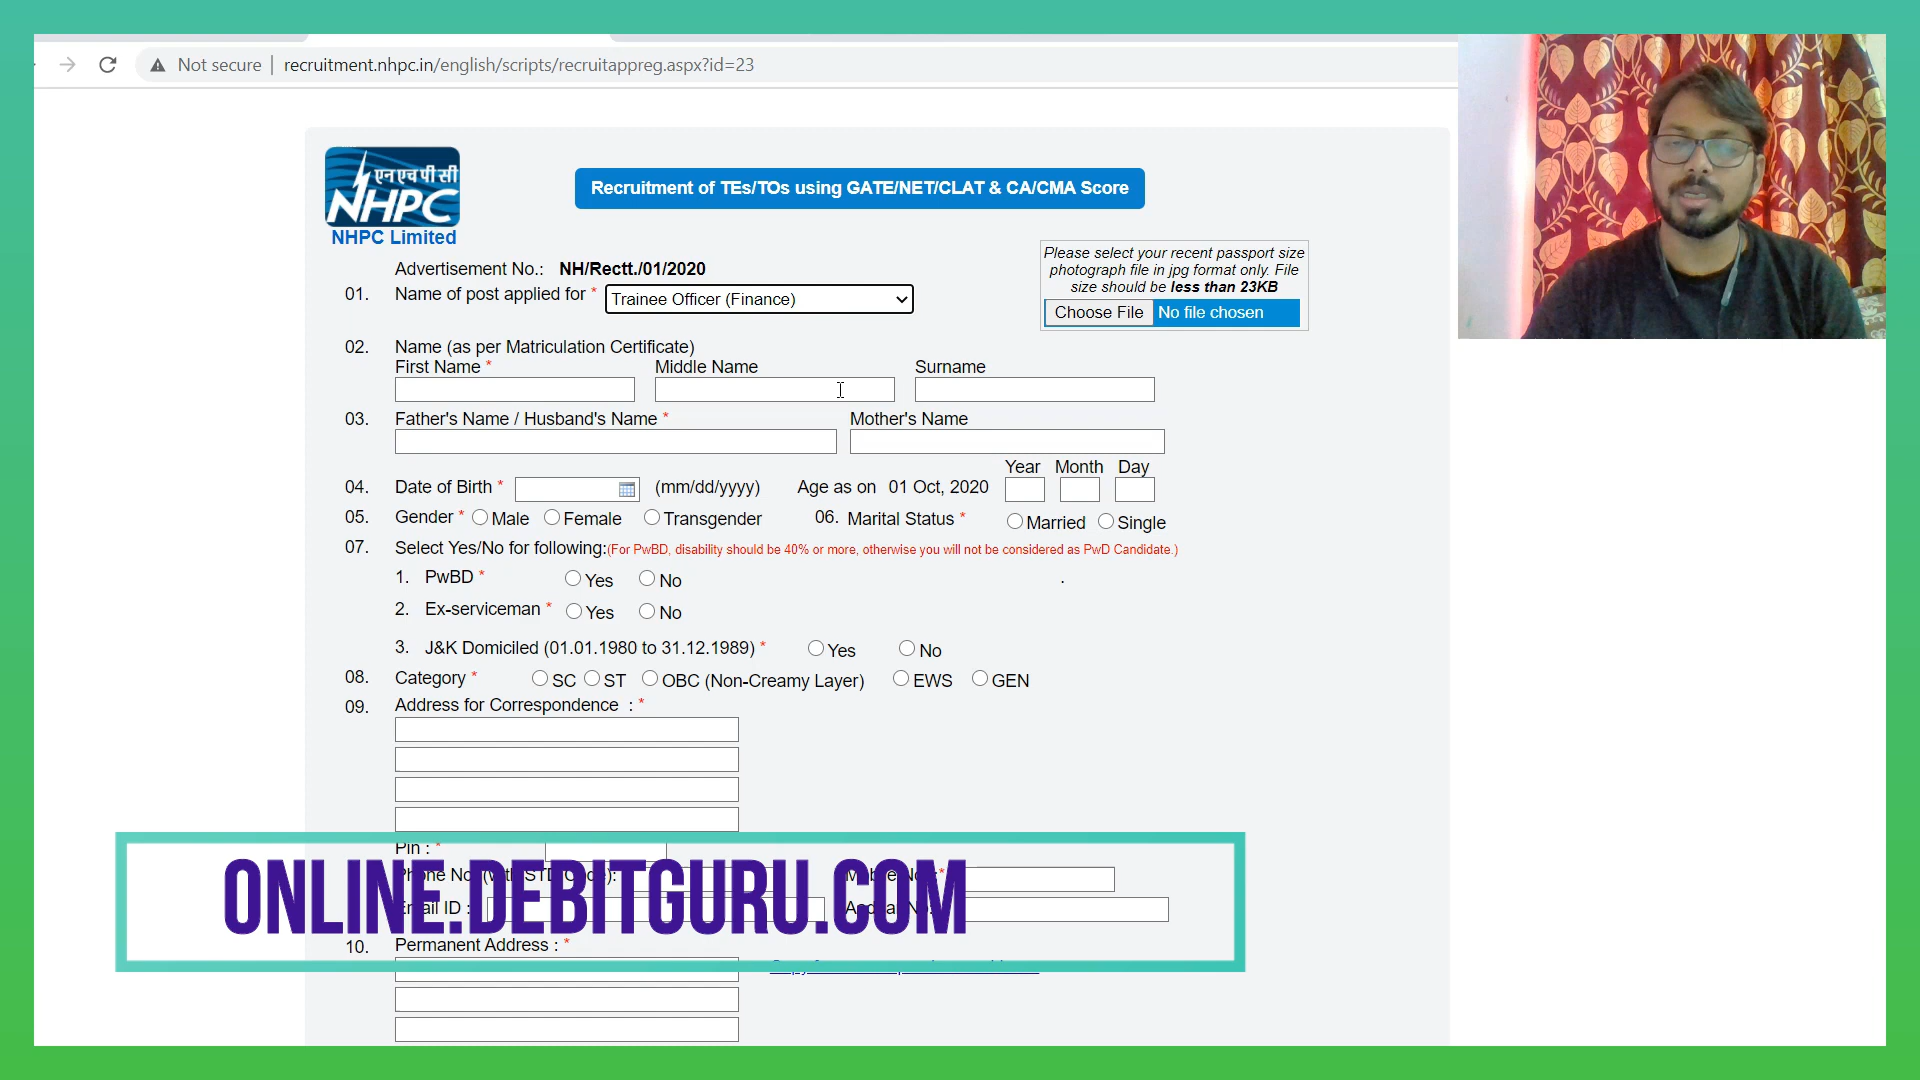 Not secure | recruitment.nhpc.in/english/scripts/recruitappreg.aspx?id=23
एनएचपीसी
NHPC
NHPC Limited
Recruitment of TEs/TOs using GATE/NET/CLAT & CA/CMA Score
Please select your recent passport size
photograph file in jpg format only. File
size should be less than 23KB
Choose File No file chosen
Advertisement No.: NH/Rectt./01/2020
01. Name of post applied for * Trainee Officer (Finance)
02. Name (as per Matriculation Certificate)
First Name * Middle Name Surname
03. Father's Name / Husband's Name * Mother's Name
Year Month Day
04. Date of Birth * (mm/dd/yyyy) Age as on 01 Oct, 2020
05. Gender * Male Female Transgender 06. Marital Status * Married Single
07. Select Yes/No for following:(For PwBD, disability should be 40% or more, otherwise you will not be considered as PwD Candidate.)
1. PwBD * Yes No .
2. Ex-serviceman * Yes No
3. J&K Domiciled (01.01.1980 to 31.12.1989) * Yes No
08. Category * SC ST OBC (Non-Creamy Layer) EWS GEN
09. Address for Correspondence : *
Pin : *
Phone No. (with STD Code):
Email ID :
ONLINE.DEBITGURU.COM
10. Permanent Address : *